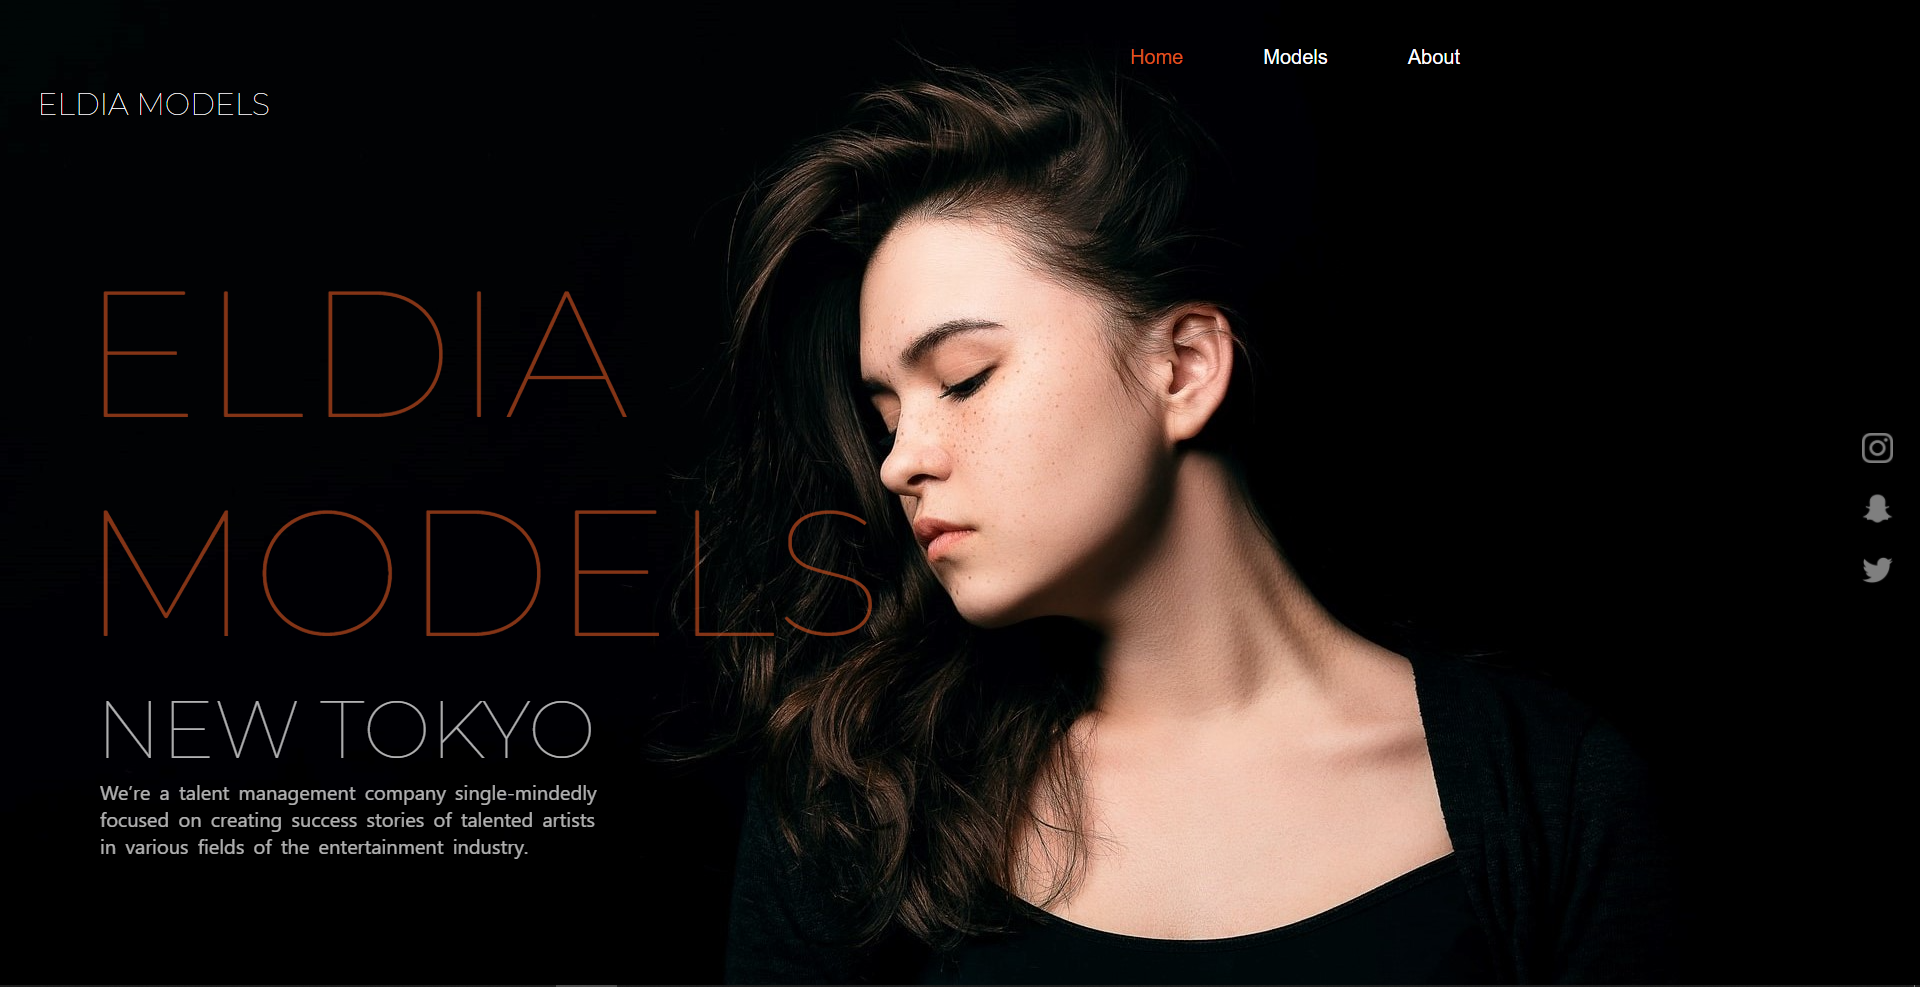 Home Models About
ELDIA MODELS
ELDIA
MODELS
NEW TOKYO
We're a talent management company single-mindedly
focused on creating success stories of talented artists
in various fields of the entertainment industry.